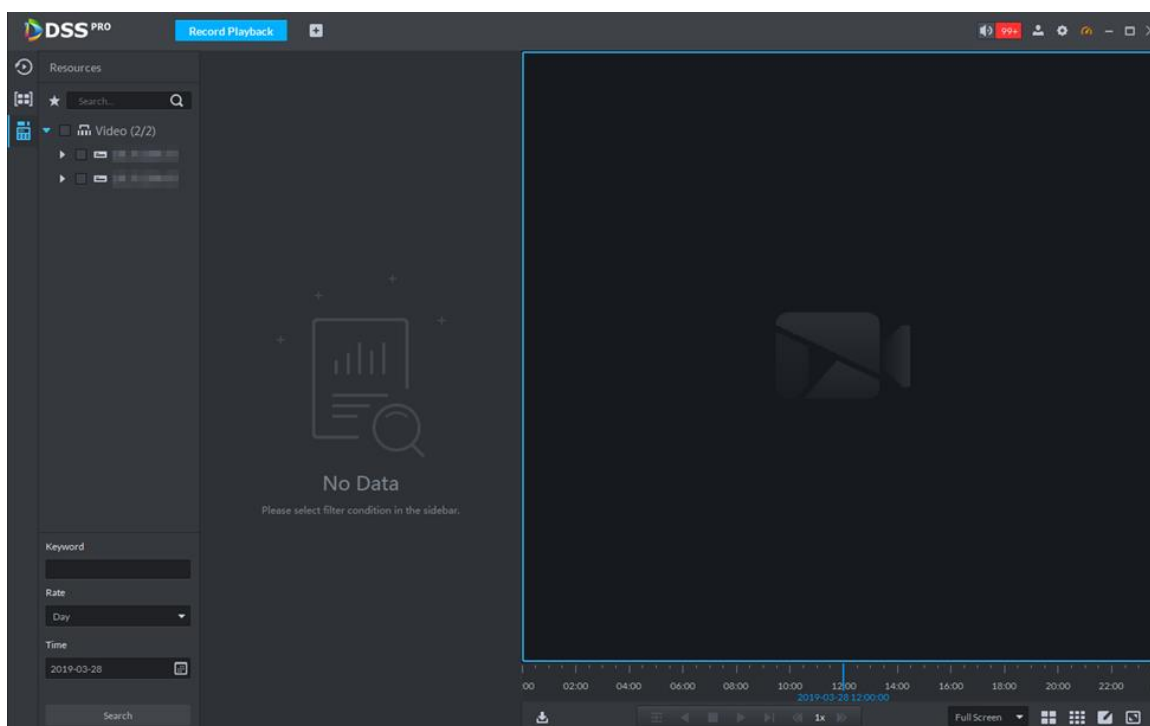 DSS PRO
Record Playback
99+
Resources
Search...
Video (2/2)
No Data
Please select filter condition in the sidebar.
Keyword
Rate
Day
Time
2019-03-28
Search
00 02:00 04:00 06:00 08:00 10:00 12:00 14:00 16:00 18:00 20:00 22:00
2019-03-28 12:00:00
1x
Full Screen